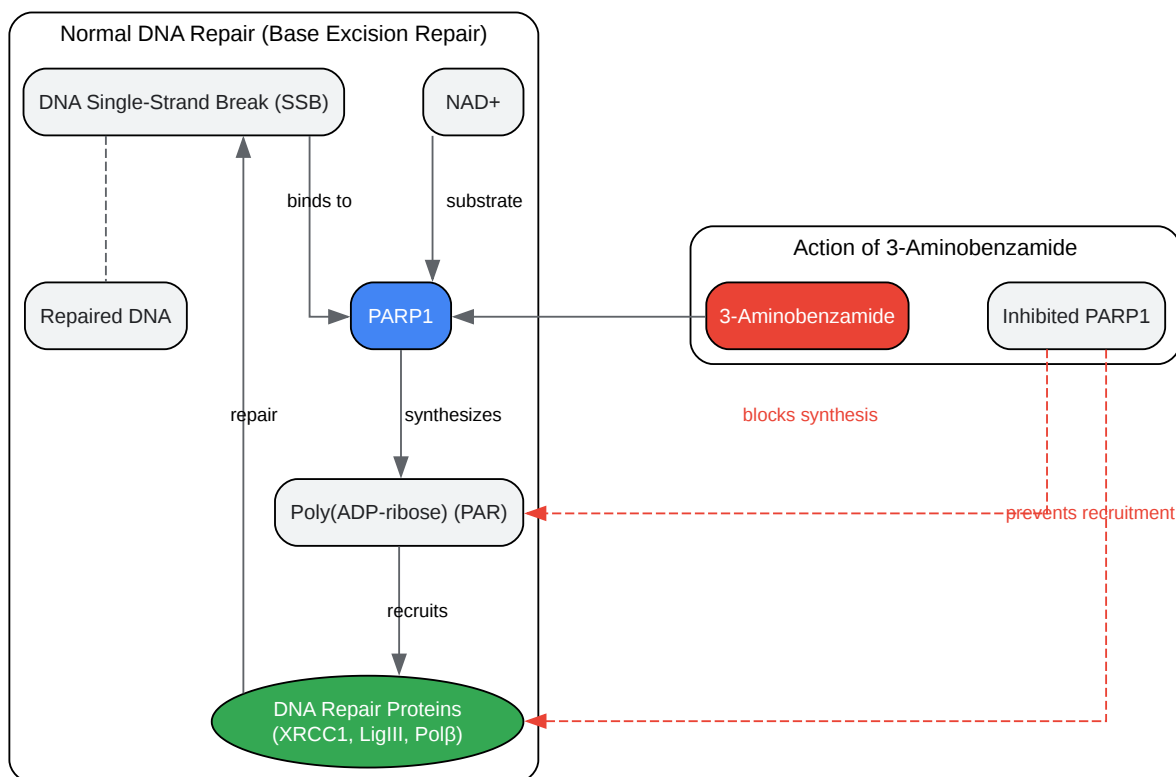 Normal DNA Repair (Base Excision Repair)
DNA Single-Strand Break (SSB)
NAD+
binds to
substrate
Action of 3-Aminobenzamide
Repaired DNA
PARP1
3-Aminobenzamide
Inhibited PARP1
repair
synthesizes
blocks synthesis
Poly(ADP-ribose) (PAR)
prevents recruitment
recruits
DNA Repair Proteins
(XRCC1, LigIII, Polβ)